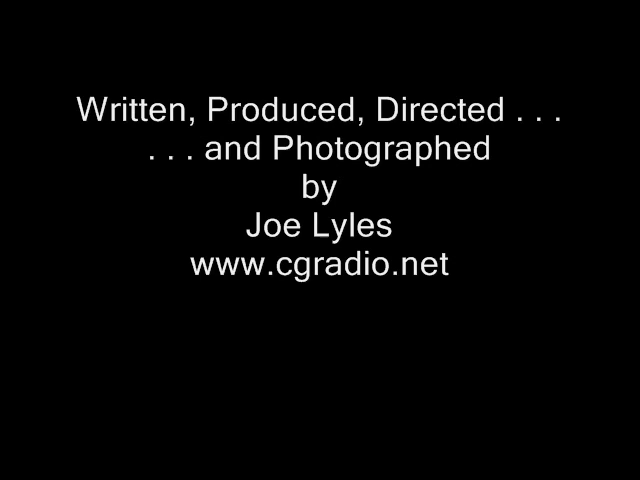 Written, Produced, Directed . . .
. . . and Photographed
by
Joe Lyles
www.cgradio.net